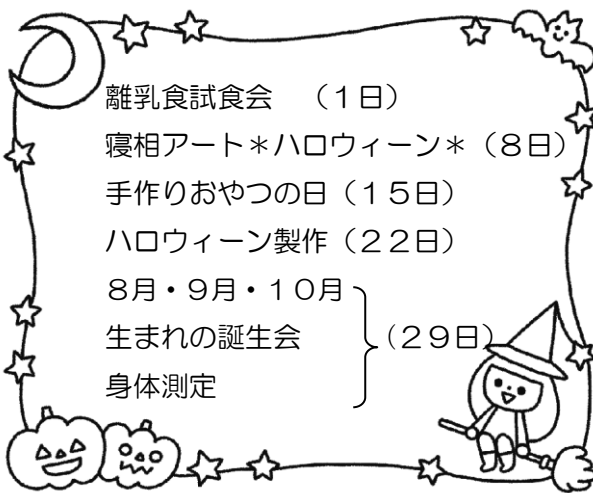 離乳食試食会　（１日）
寝相アート＊ハロウィーン＊（８日）
手作りおやつの日（１５日）
ハロウィーン製作（２２日）
８月・９月・１０月
生まれの誕生会　（２９日）
身体測定